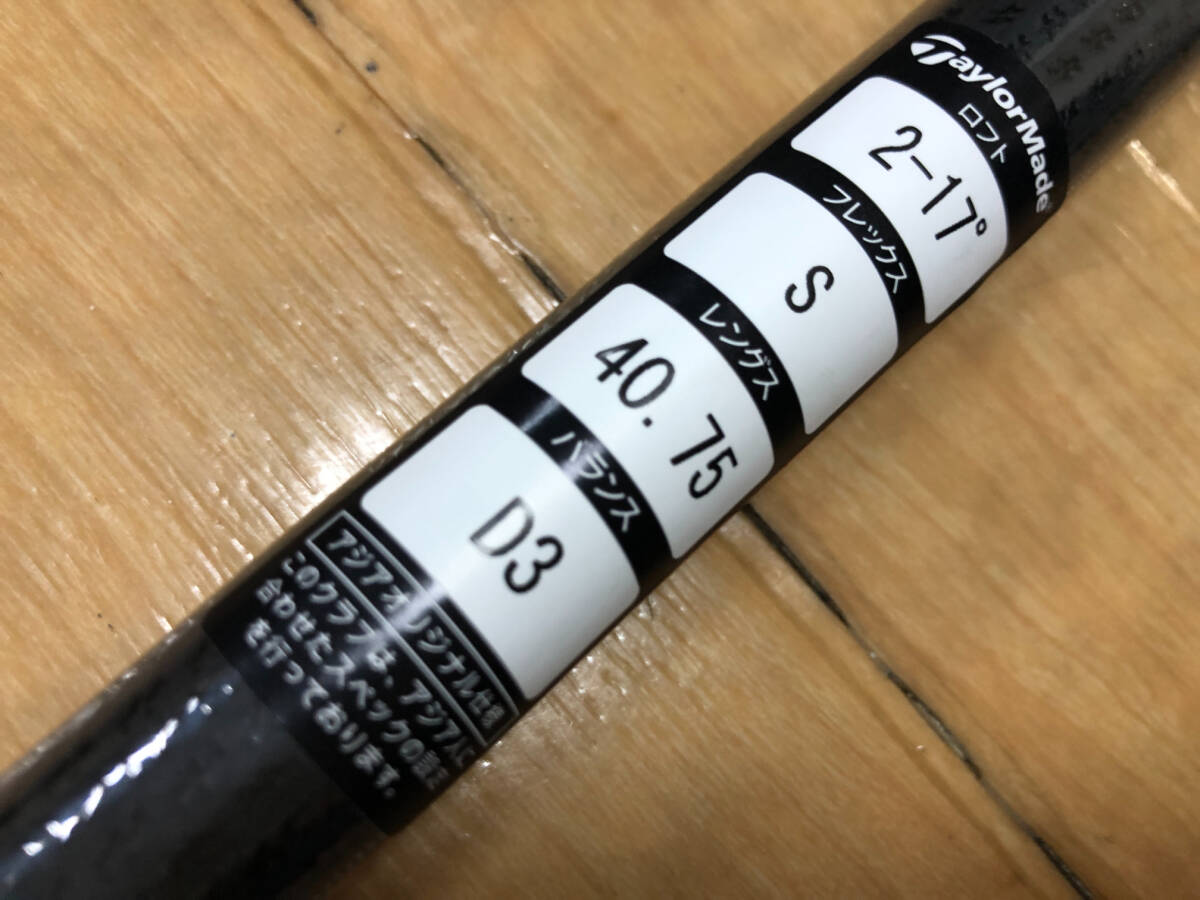 TaylorMade®
ロフト
2-17°
フレックス
S
レングス
40.75
バランス
D3
アジアオリジナル仕様
このクラブは、アジア人に
合わせたスペックの設定
を行っております。